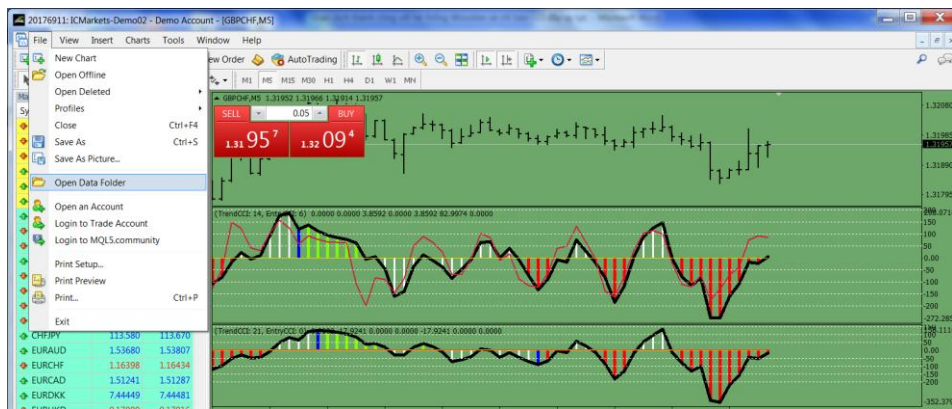 20176911: ICMarkets-Demo02 - Demo Account - [GBPCHF,M5]
File View Insert Charts Tools Window Help
New Chart
Open Offline
Open Deleted
Profiles
Close Ctrl+F4
Save As Ctrl+S
Save As Picture...
Open Data Folder
Open an Account
Login to Trade Account
Login to MQL5.community
Print Setup...
Print Preview
Print... Ctrl+P
Exit
ew Order AutoTrading
M1 M5 M15 M30 H1 H4 D1 W1 MN
GBPCHF,M5 1.31952 1.31966 1.31914 1.31957
SELL 0.05 BUY
1.31 95 7 1.32 09 4
1.32080
1.31985
1.31957
1.31890
1.31795
(TrendCCI: 14, EntryCCI: 6) 0.0000 0.0000 3.8592 0.0000 3.8592 62.9974 0.0000
100
50
0.00
-50
-100
-200
-272.285
(TrendCCI: 21, EntryCCI: -17.9241 0.0000 0.0000 -17.9241 0.0000 0.0000
50
0.00
-50
-100
-200
-352.379
CHFJPY 113.580 113.670
EURAUD 1.53680 1.53807
EURCHF 1.16398 1.16434
EURCAD 1.51241 1.51287
EURDKK 7.44449 7.44481